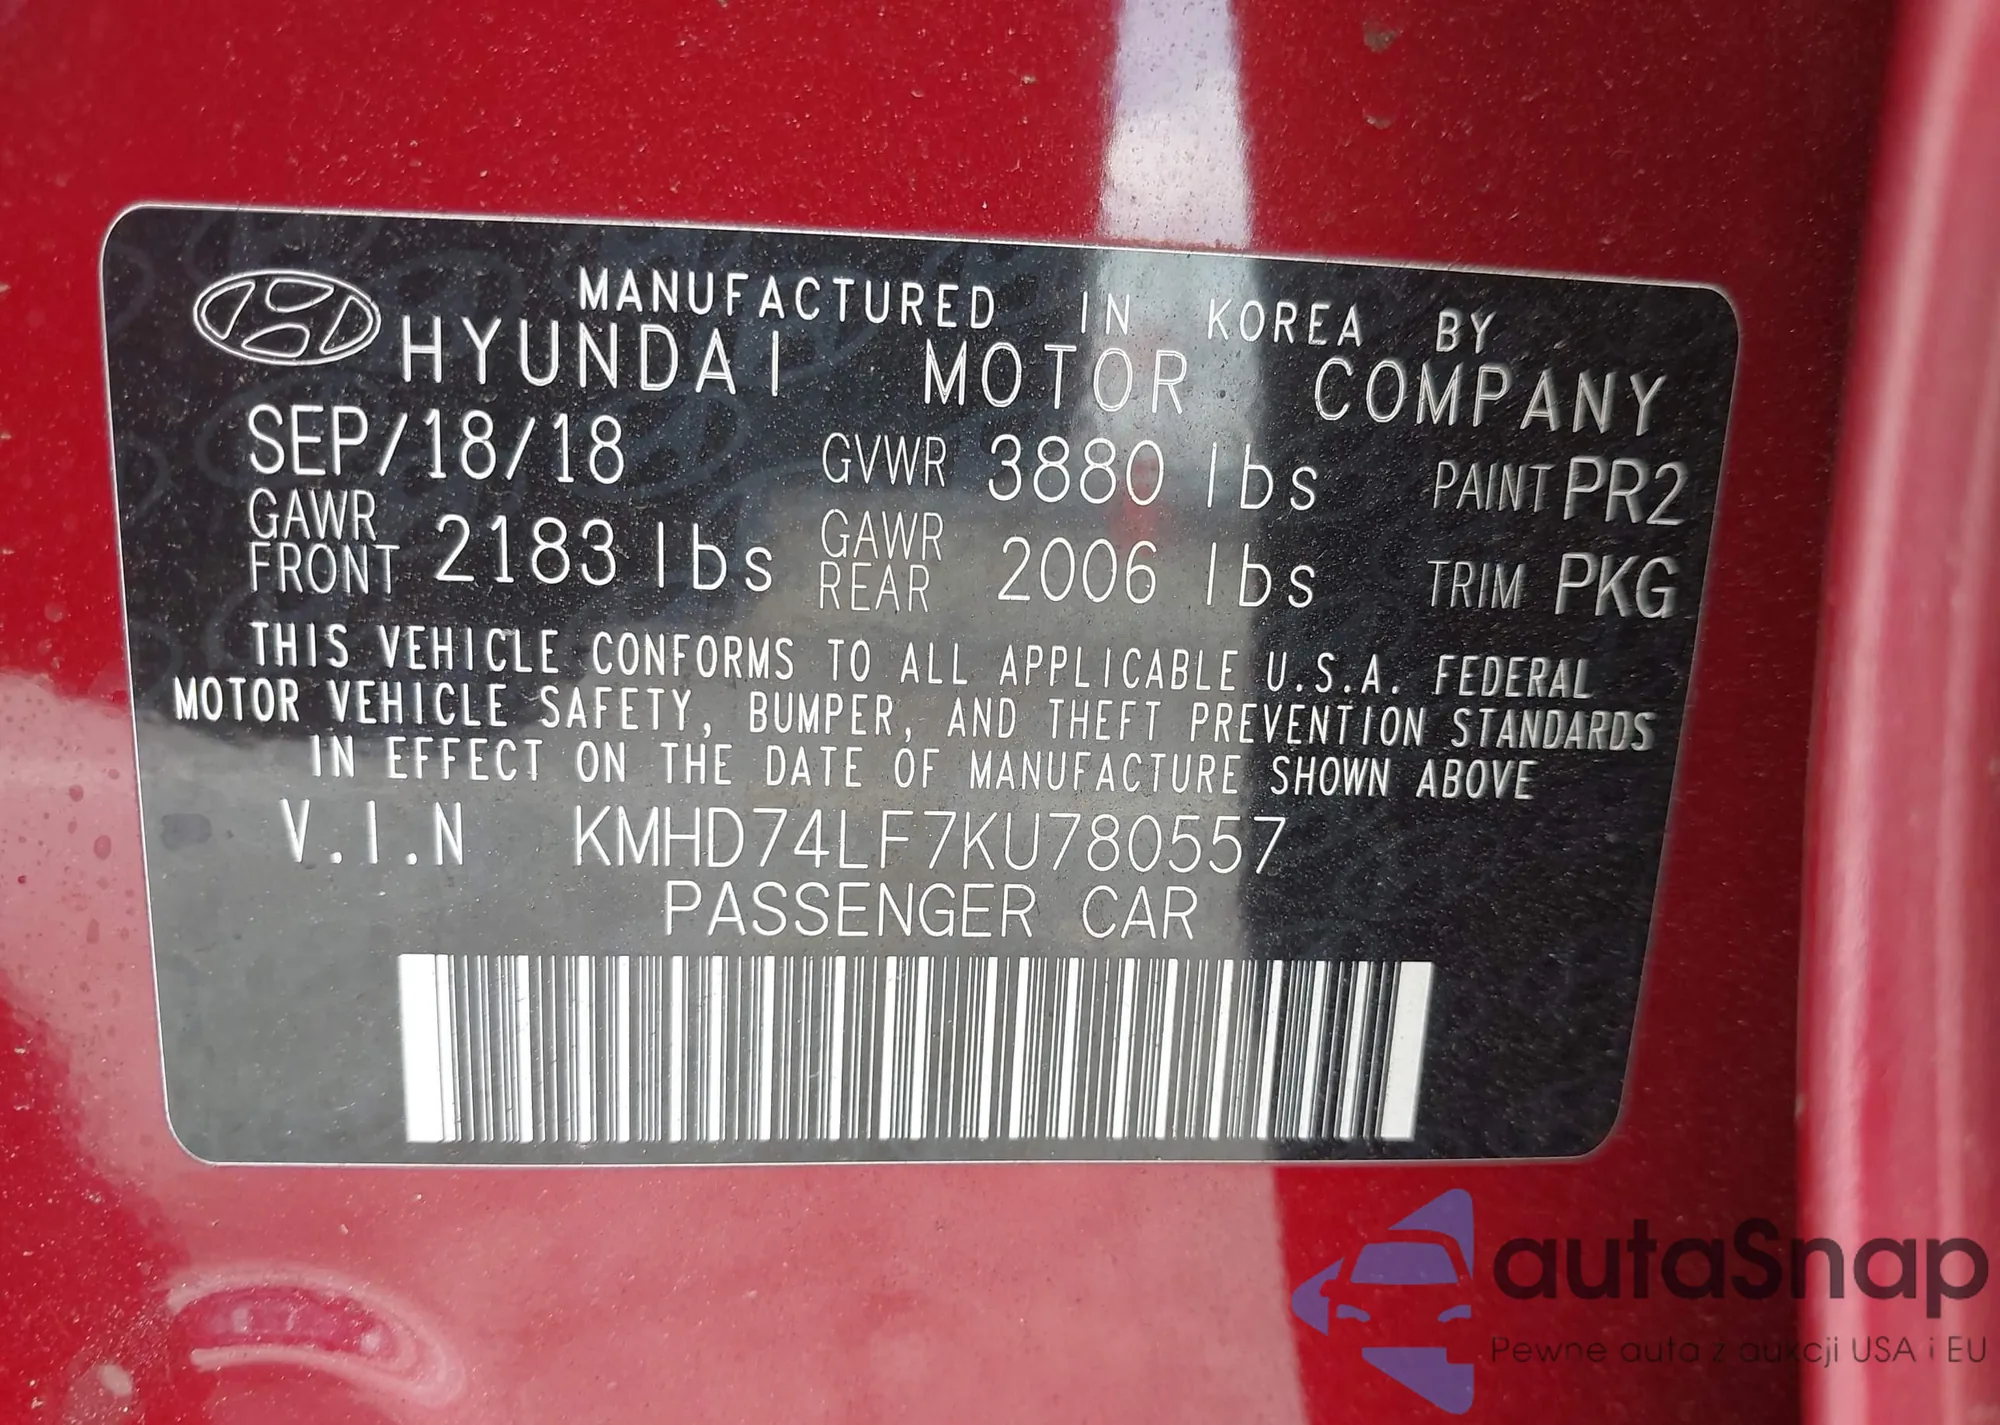 MANUFACTURED IN KOREA BY
HYUNDAI MOTOR COMPANY
SEP/18/18 GVWR 3880 lbs PAINT PR2
GAWR FRONT 2183 lbs GAWR REAR 2006 lbs TRIM PKG
THIS VEHICLE CONFORMS TO ALL APPLICABLE U.S.A. FEDERAL
MOTOR VEHICLE SAFETY, BUMPER, AND THEFT PREVENTION STANDARDS
IN EFFECT ON THE DATE OF MANUFACTURE SHOWN ABOVE
V.I.N KMHD74LF7KU780557
PASSENGER CAR
autaSnap
Pewne auta z aukcji USA i EU